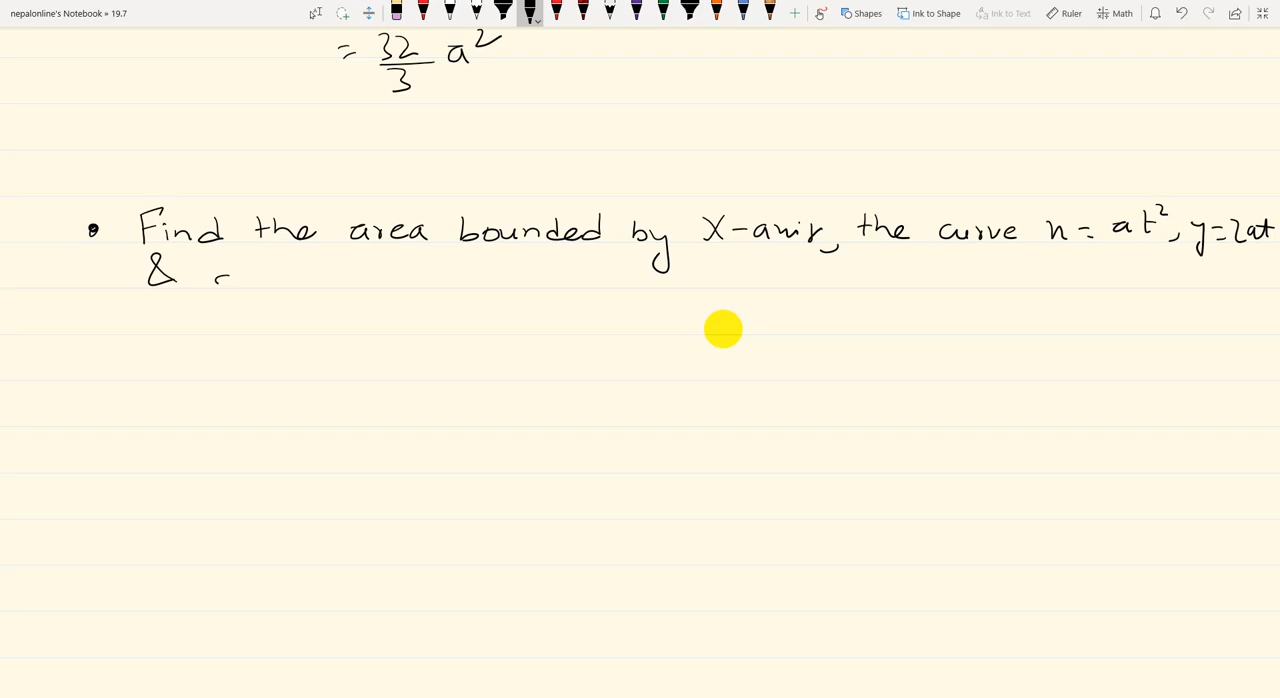 nepalonline's Notebook » 19.7
Shapes Ink to Shape Ink to Text Ruler Math
= 32/3 a²
• Find the area bounded by X-axis, the curve x = at², y=2at
&